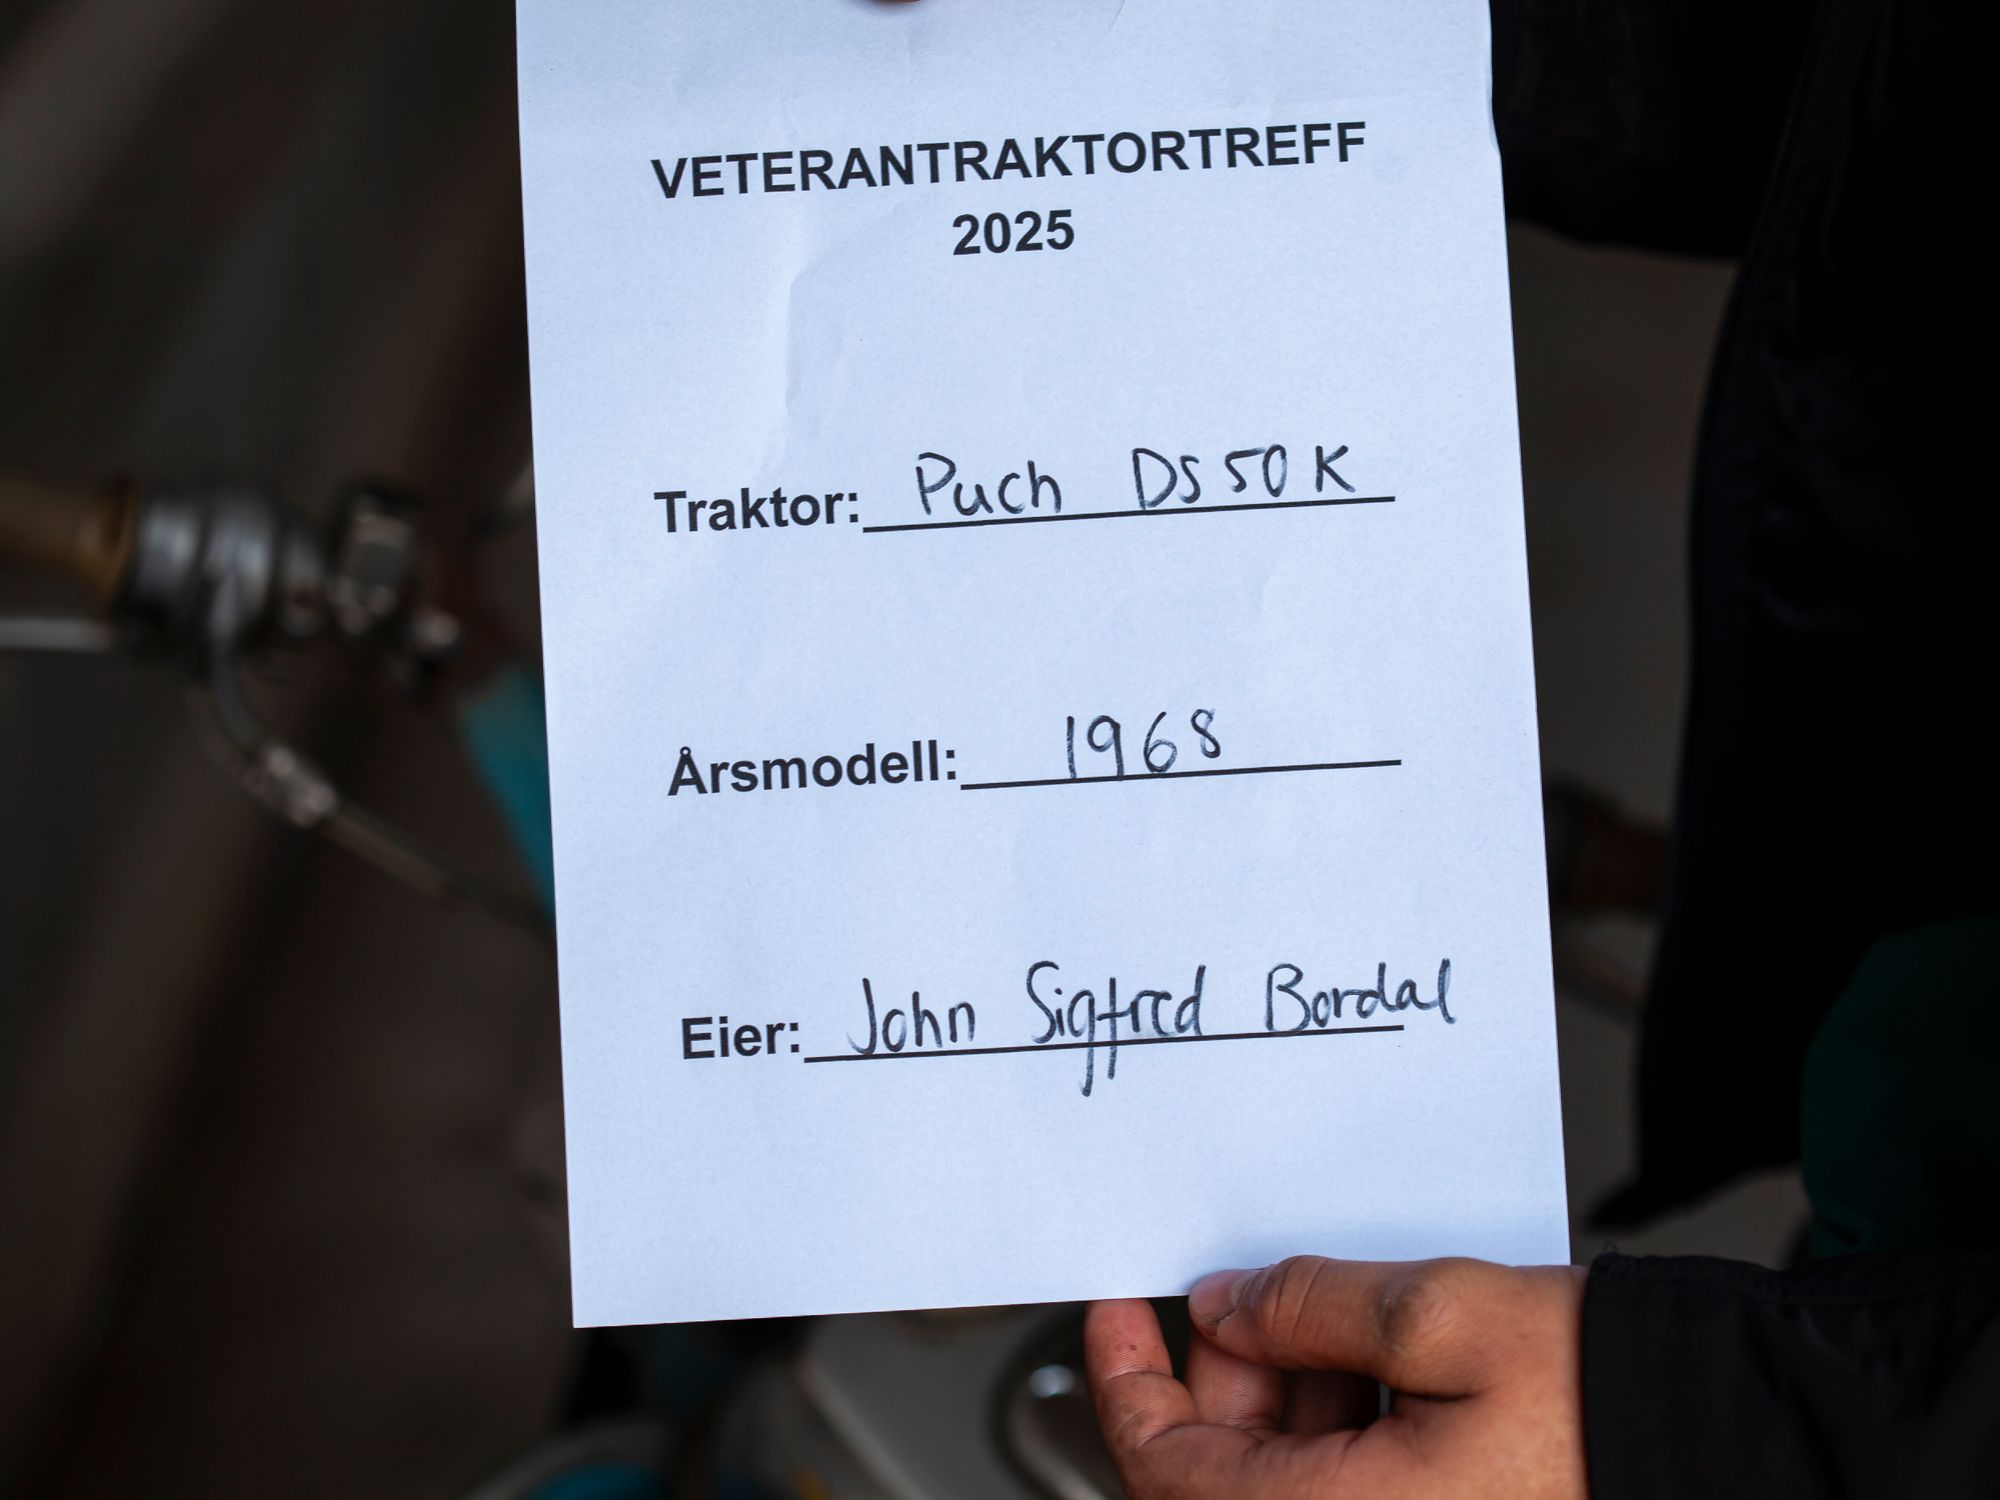 VETERANTRAKTORTREFF
2025
Traktor: Puch DS 50 K
Årsmodell: 1968
Eier: John Sigfred Bordal